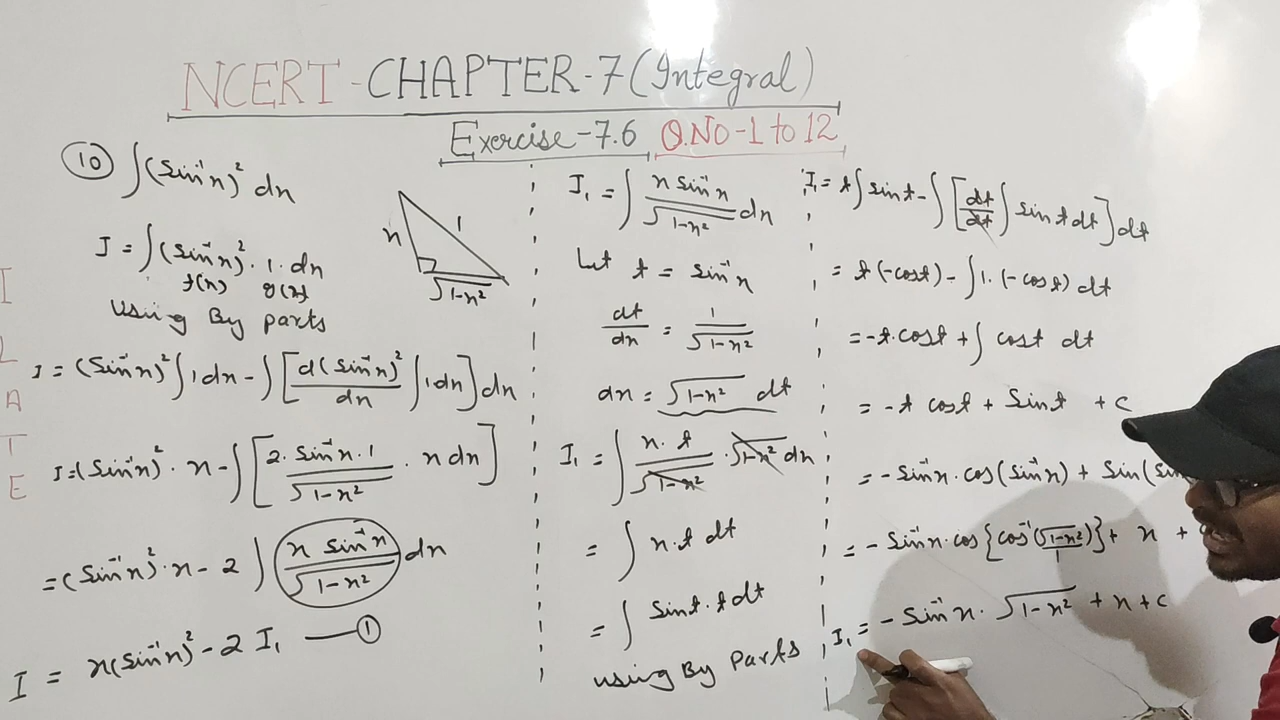 NCERT-CHAPTER-7 (Integral)
Exercise-7.6 Q.NO-1 to 12
I
L
A
T
E
(10) ∫(sin⁻¹x)² dx
x 1 √1-x²
I = ∫(sin⁻¹x)² . 1. dx
f(x) g(x)
Using By parts
I = (sin⁻¹x)² ∫1dx - ∫[d(sin⁻¹x)²/dx ∫1dx] dx
I = (sin⁻¹x)² . x - ∫[2. sin⁻¹x . 1/√1-x² . x dx]
= (sin⁻¹x)² . x - 2 ∫ x sin⁻¹x/√1-x² dx
I = x(sin⁻¹x)² - 2 I₁ —①
I₁ = ∫ x sin⁻¹x/√1-x² dx
Let t = sin⁻¹x
dt/dx = 1/√1-x²
dx = √1-x² dt
I₁ = ∫ x. t/√1-x² . √1-x² dx
= ∫ x.t dt
= ∫ sint. t dt
using By Parts
I₁ = t ∫ sint - ∫[dt/dt ∫ sint dt] dt
= t(-cost) - ∫1. (-cost) dt
= -t.cost + ∫ cost dt
= -t cost + Sint + c
= - sin⁻¹x. cos(sin⁻¹x) + Sin(
= - Sin⁻¹x. cos{cos⁻¹(√1-x²/1)} + x +
I₁ = - Sin⁻¹x . √1-x² + x + c